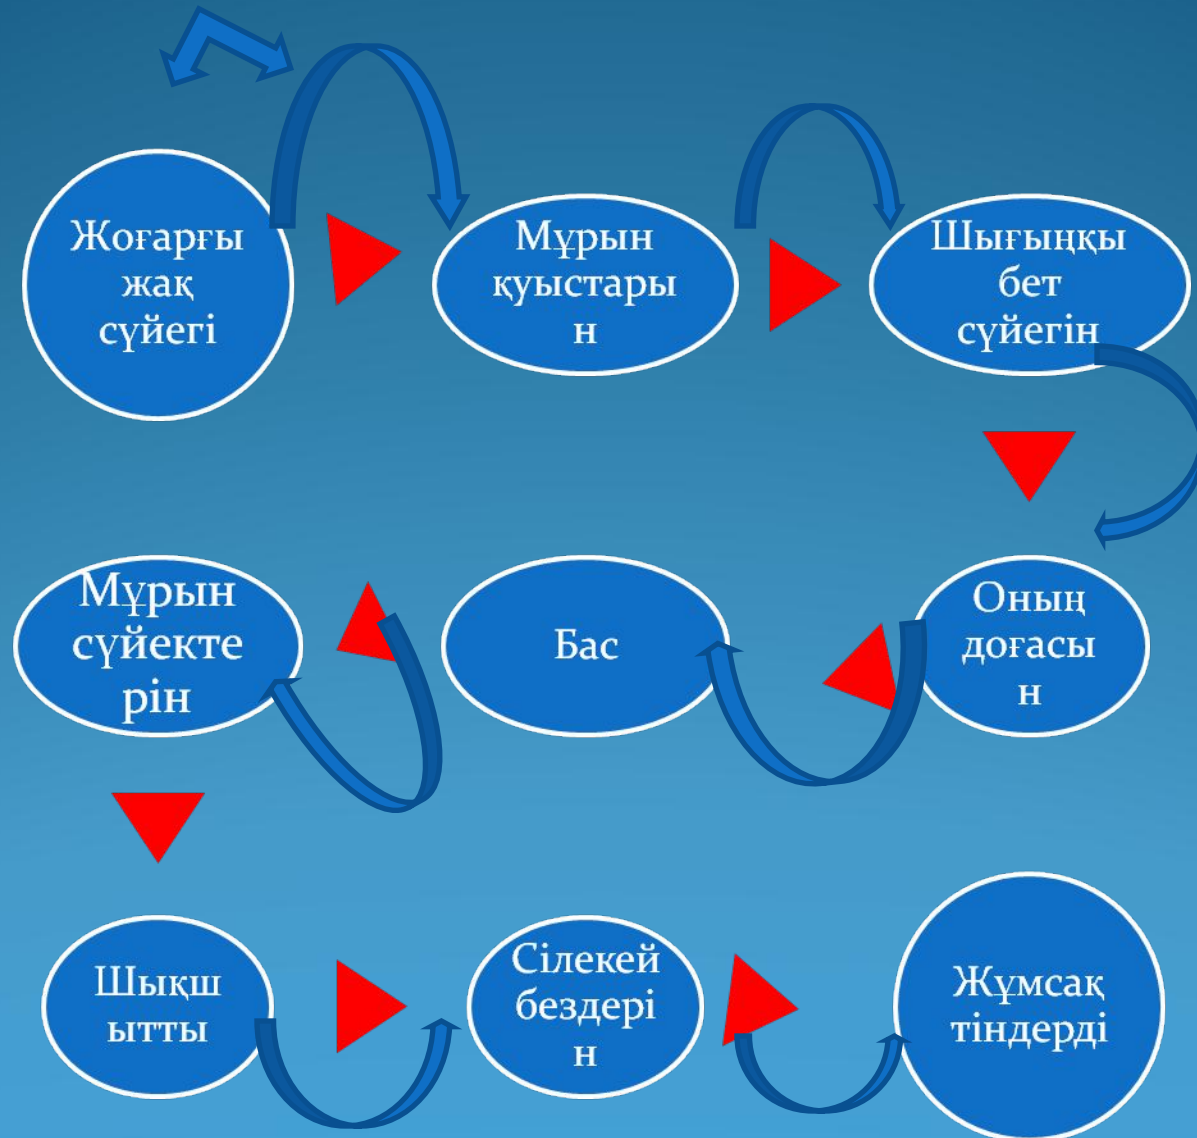 Жоғарғы
жақ
сүйегі
Мұрын
қуыстары
н
Шығыңқы
бет
сүйегін
Оның
доғасы
н
Бас
Мұрын
сүйекте
рін
Шықш
ытты
Сілекей
бездері
н
Жұмсақ
тіндерді